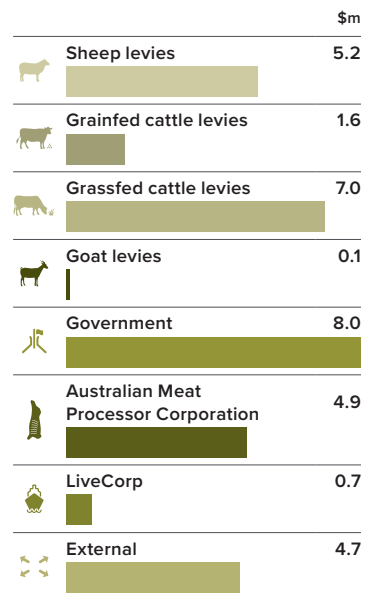 $m
Sheep levies 5.2
Grainfed cattle levies 1.6
Grassfed cattle levies 7.0
Goat levies 0.1
Government 8.0
Australian Meat
Processor Corporation 4.9
LiveCorp 0.7
External 4.7